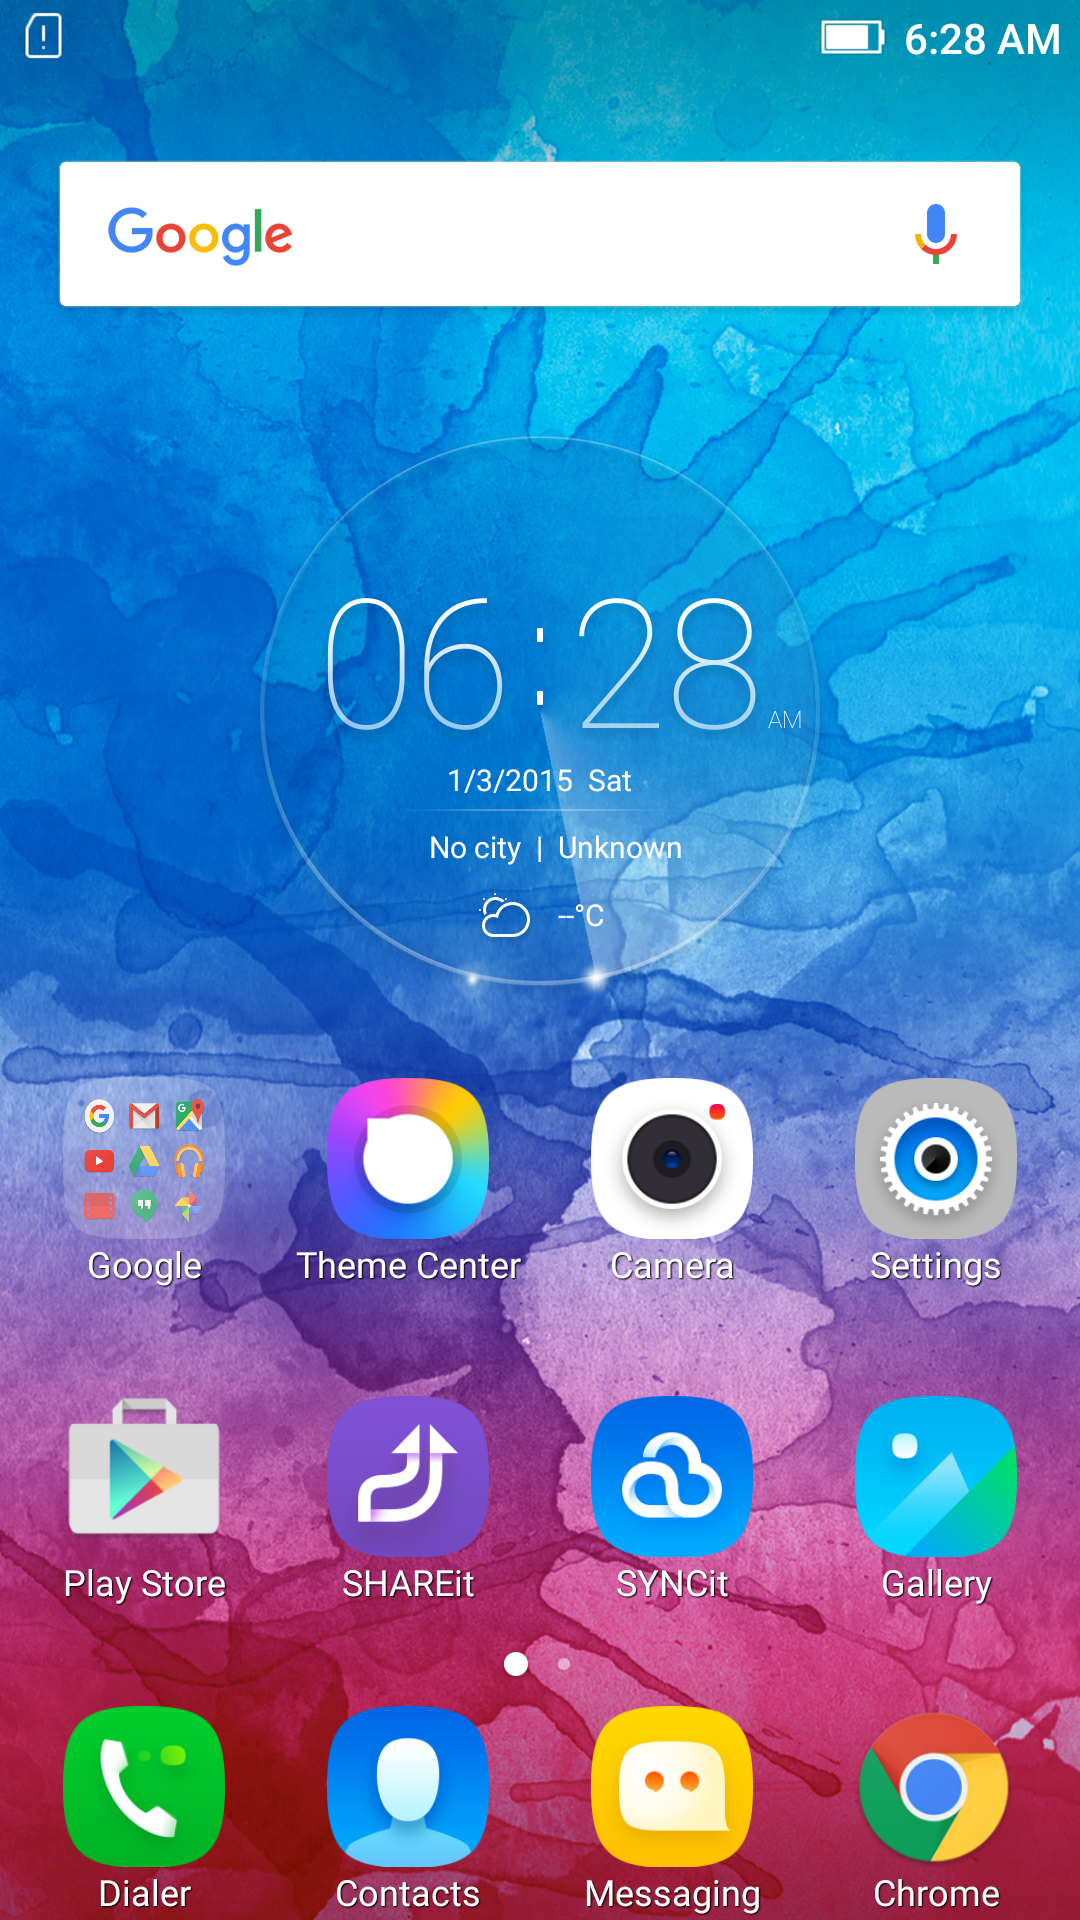 6:28 AM
Google
06:28 AM
1/3/2015 Sat
No city | Unknown
--°C
Google Theme Center Camera Settings
Play Store SHAREit SYNCit Gallery
Dialer Contacts Messaging Chrome